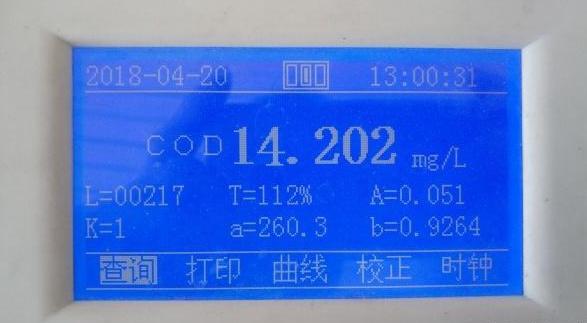 2018-04-20 13:00:31
COD 14.202 mg/L
L=00217 T=112% A=0.051
K=1 a=260.3 b=0.9264
查询 打印 曲线 校正 时钟